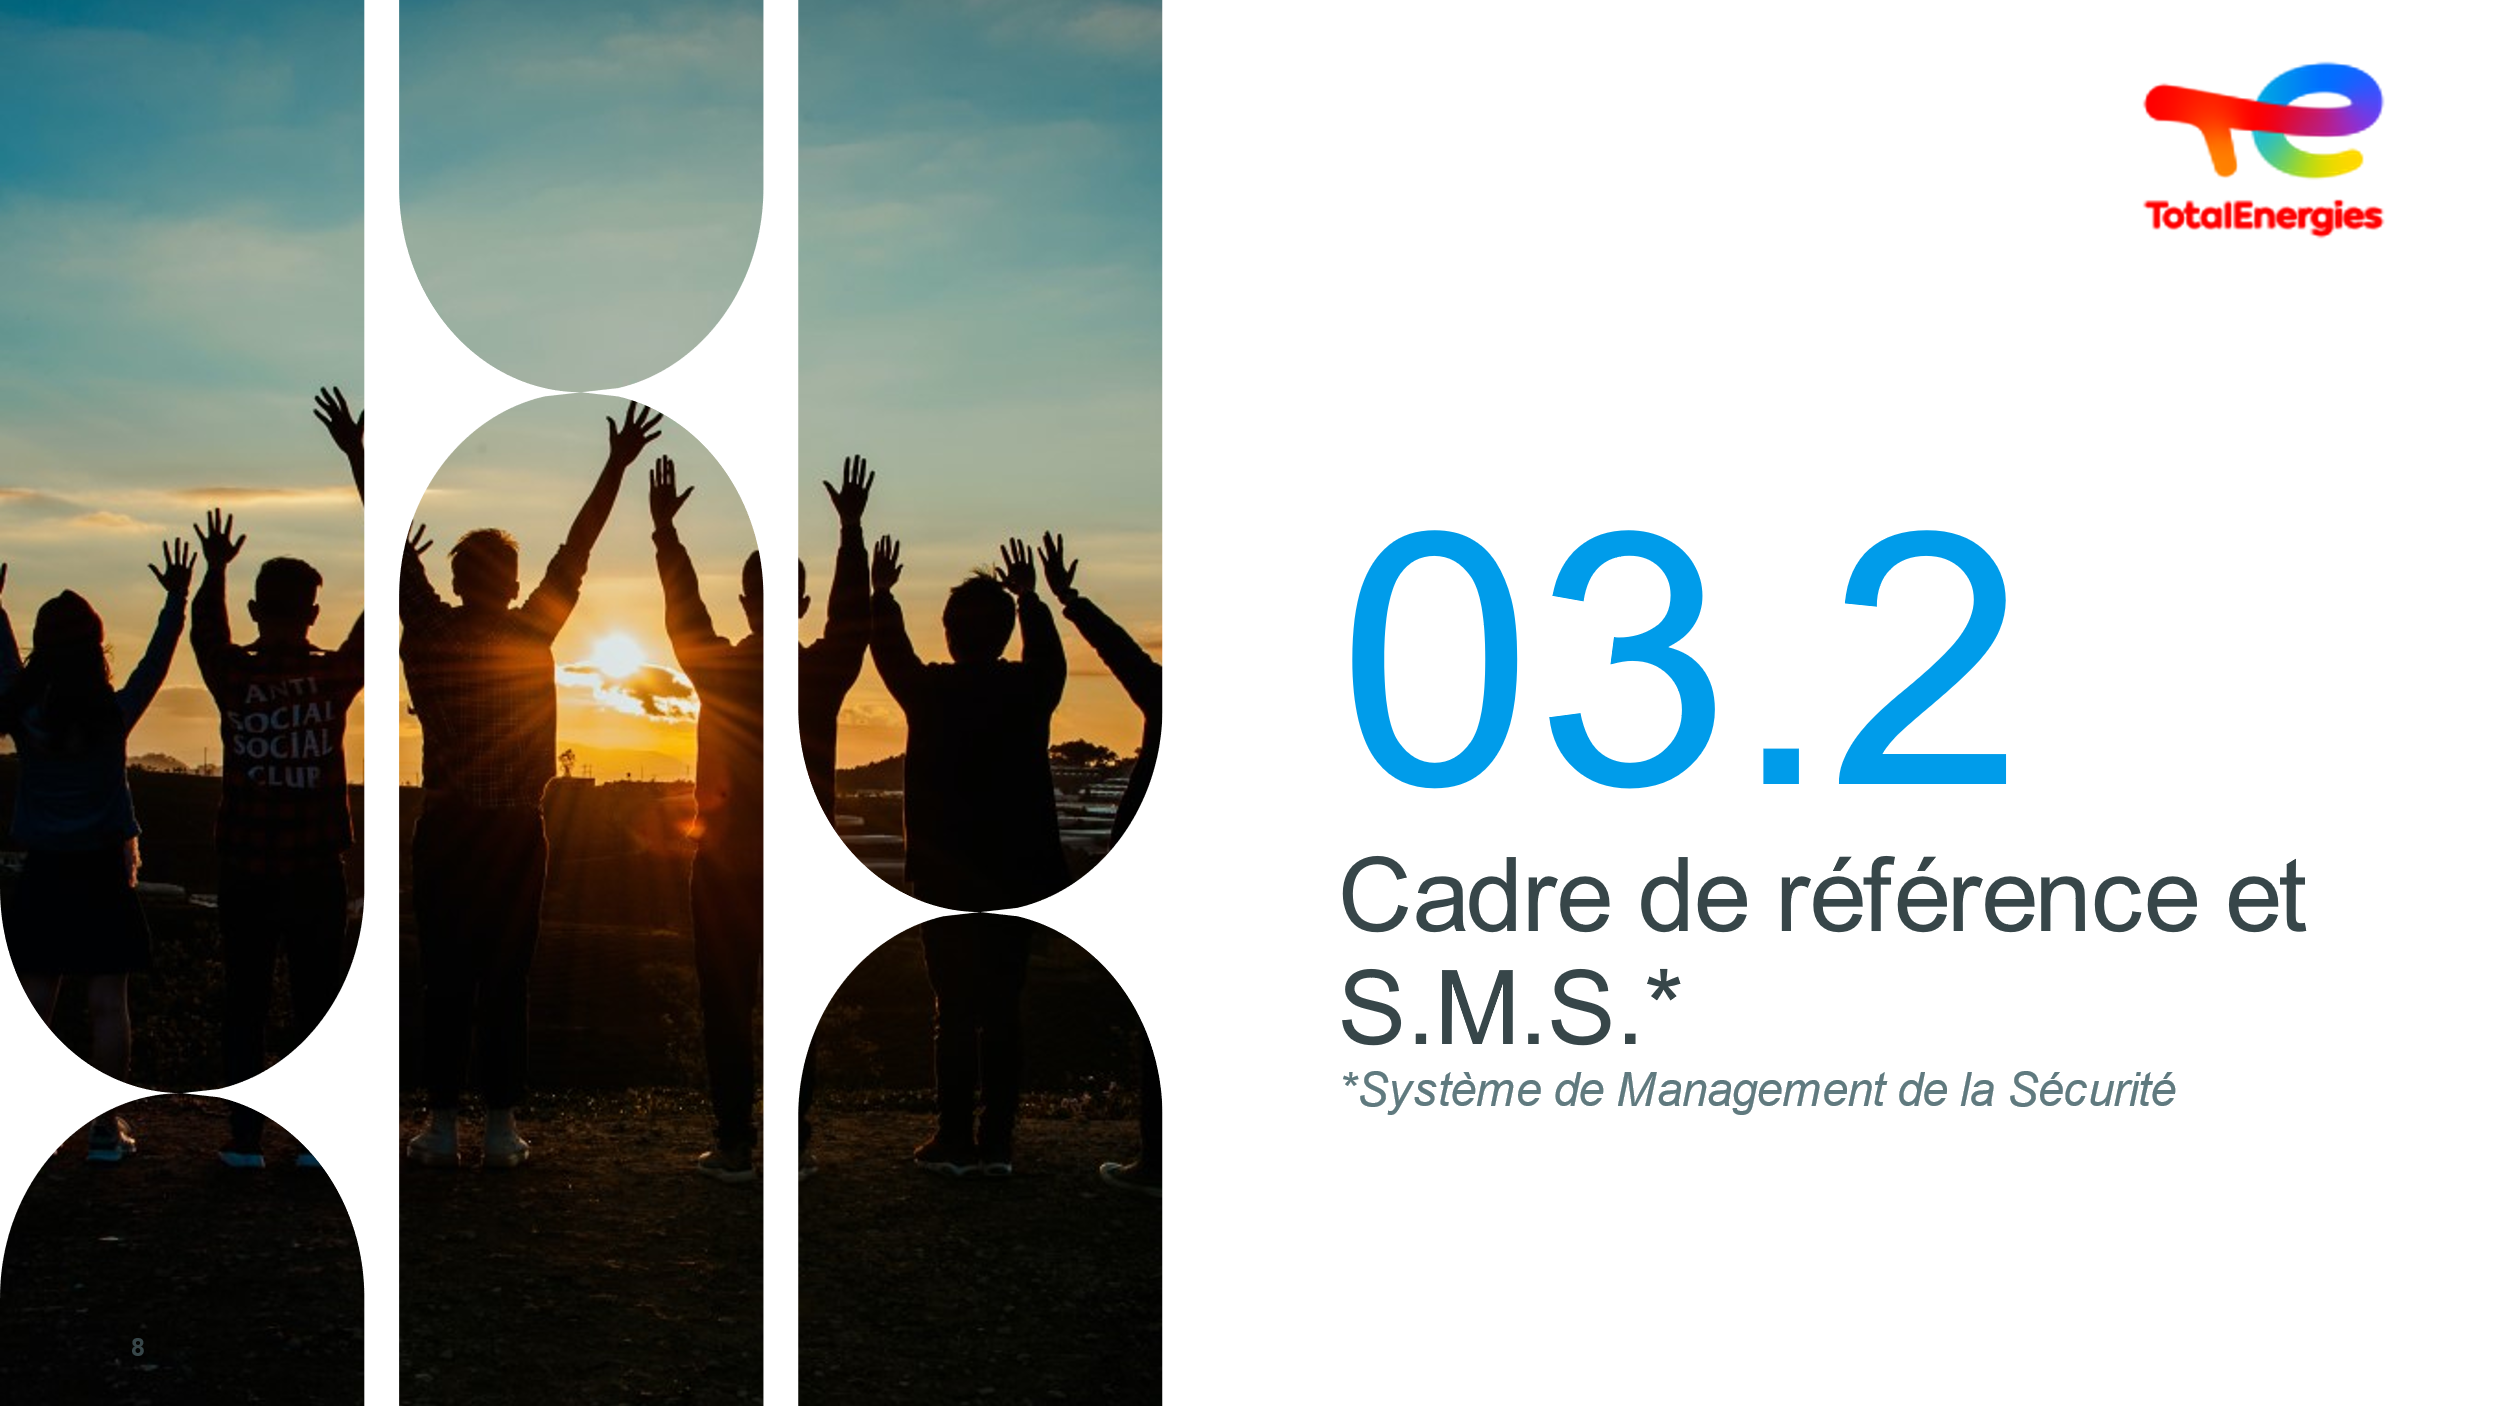 TotalEnergies
ANTI
SOCIAL
SOCIAL
CLUB
03.2
Cadre de référence et
S.M.S.*
*Système de Management de la Sécurité
8